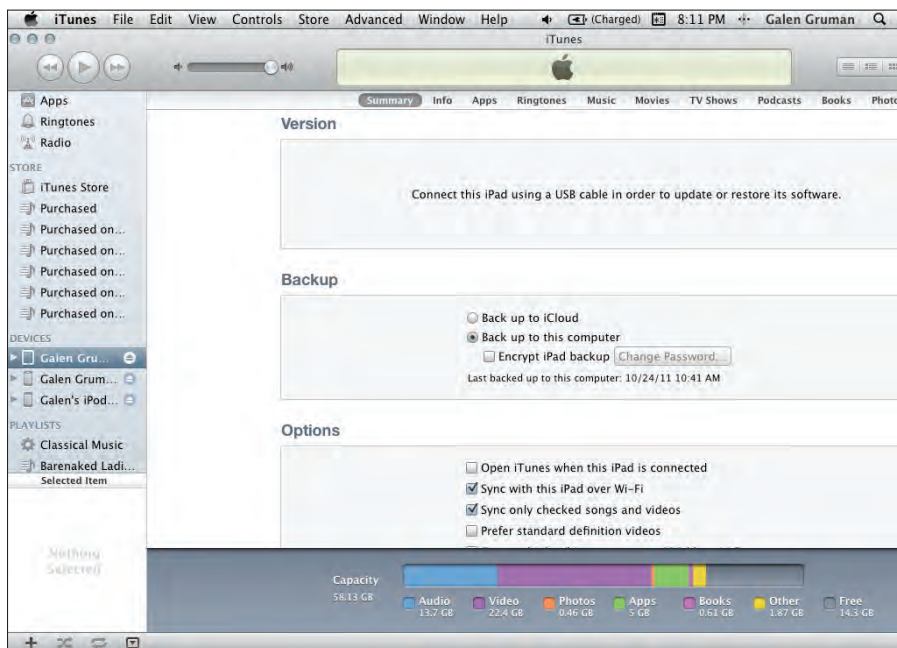 iTunes File Edit View Controls Store Advanced Window Help (Charged) 8:11 PM Galen Gruman
iTunes
Apps
Ringtones
Radio
STORE
iTunes Store
Purchased
Purchased on...
Purchased on...
Purchased on...
Purchased on...
Purchased on...
DEVICES
Galen Gru...
Galen Grum...
Galen's iPod...
PLAYLISTS
Classical Music
Barenaked Ladi...
Selected Item
Nothing
Selected
Summary Info Apps Ringtones Music Movies TV Shows Podcasts Books Photo
Version
Connect this iPad using a USB cable in order to update or restore its software.
Backup
Back up to iCloud
Back up to this computer
Encrypt iPad backup Change Password...
Last backed up to this computer: 10/24/11 10:41 AM
Options
Open iTunes when this iPad is connected
Sync with this iPad over Wi-Fi
Sync only checked songs and videos
Prefer standard definition videos
Capacity
58.13 GB
Audio
13.7 GB
Video
22.4 GB
Photos
0.46 GB
Apps
5 GB
Books
0.61 GB
Other
1.87 GB
Free
14.3 GB